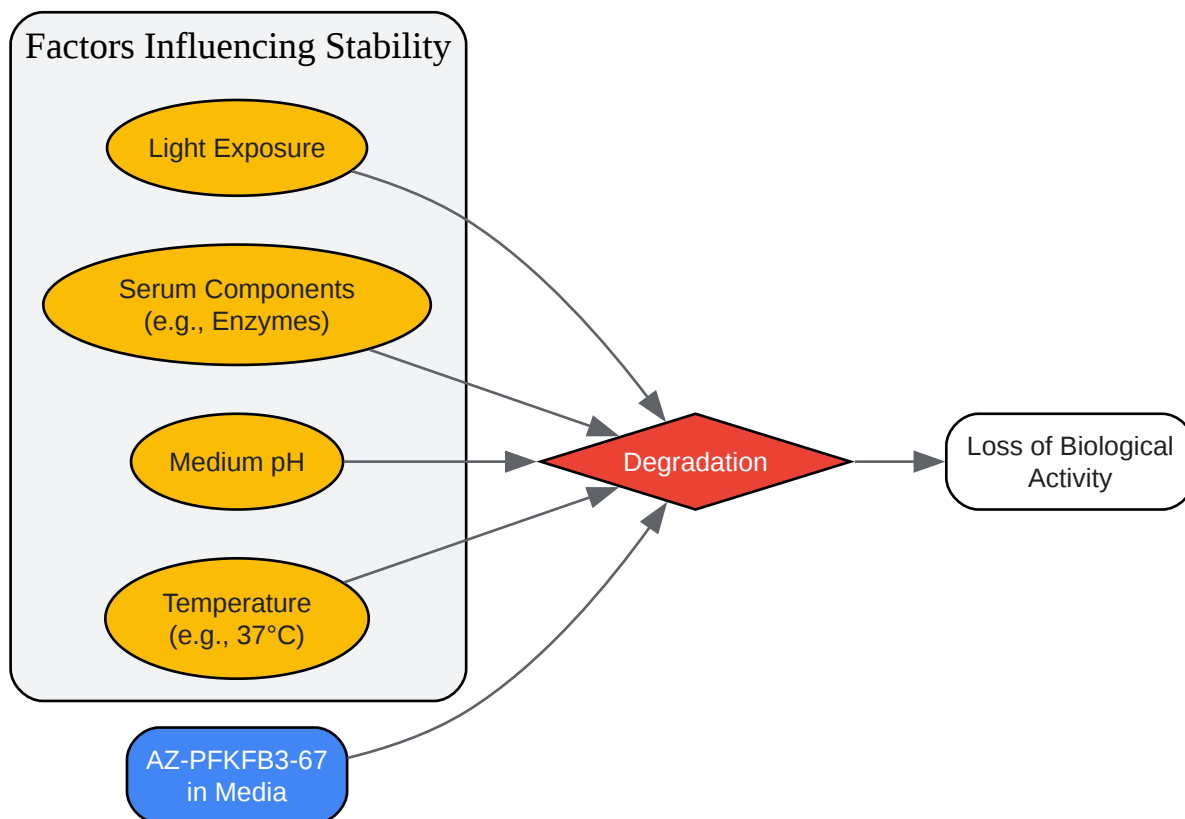 Factors Influencing Stability
Light Exposure
Serum Components
(e.g., Enzymes)
Medium pH
Temperature
(e.g., 37°C)
AZ-PFKFB3-67
in Media
Degradation
Loss of Biological
Activity